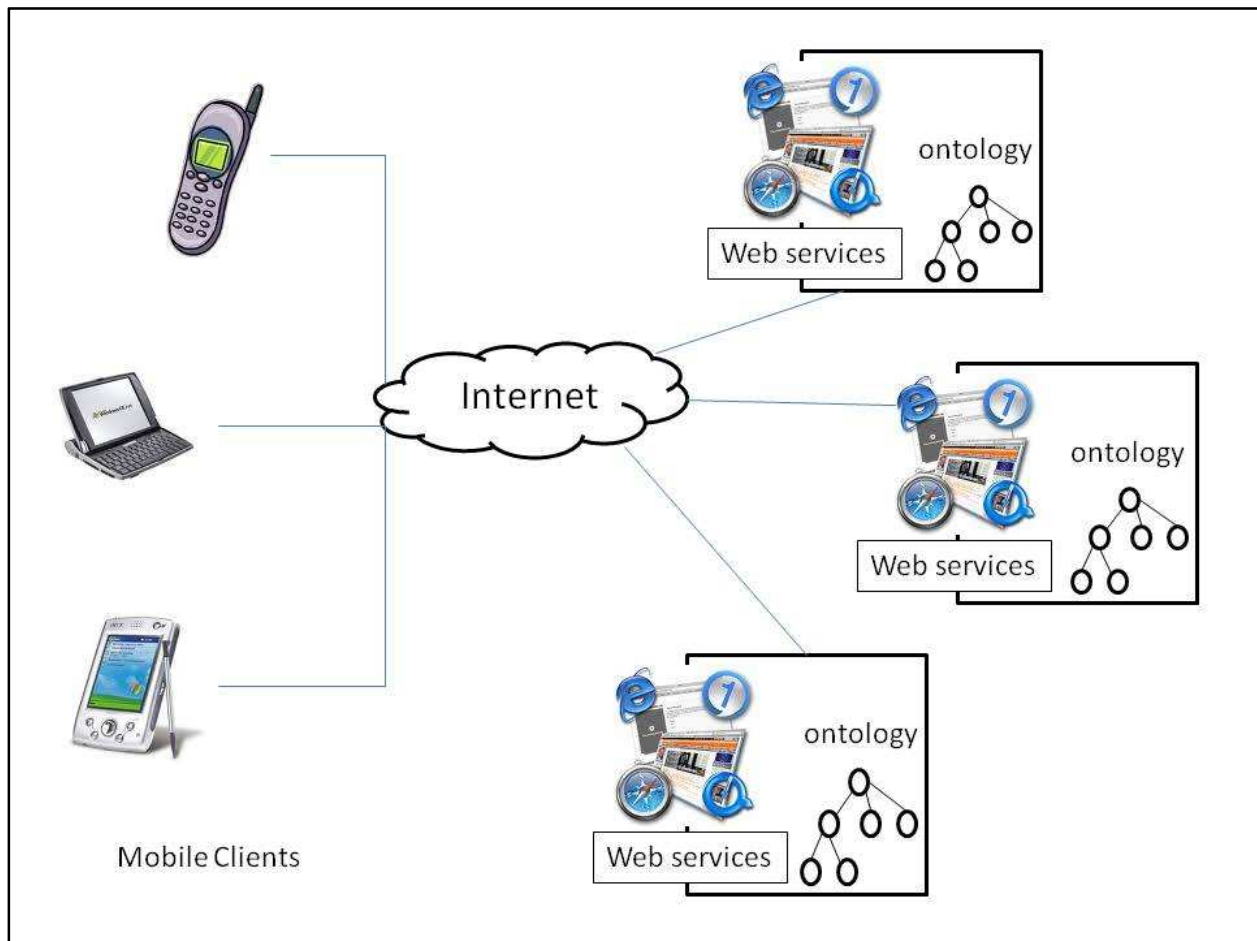 ontology
Web services
Internet
ontology
Web services
ontology
Web services
Mobile Clients